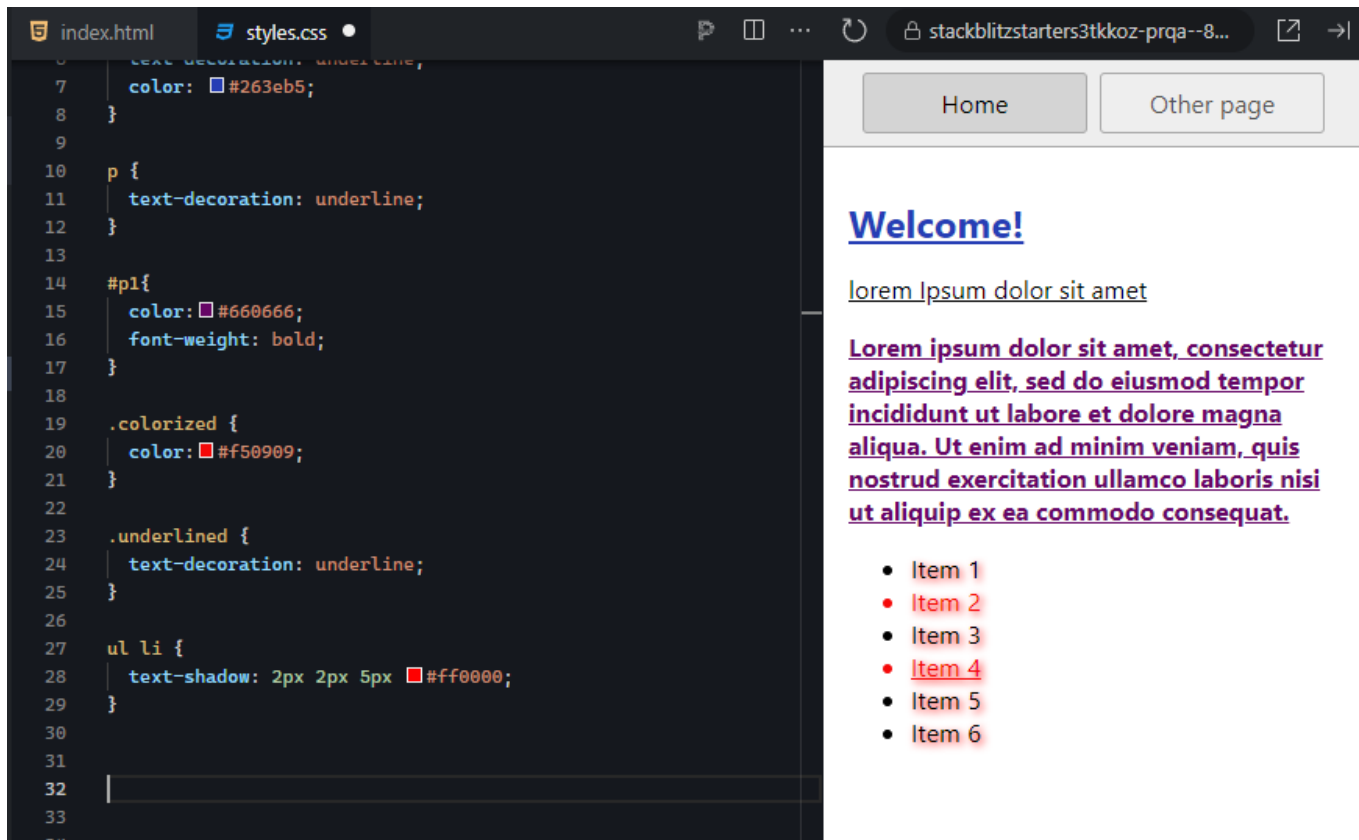 index.html
styles.css
stackblitzstarters3tkkoz-prqa--8...
6 text-decoration: underline;
7 color: #263eb5;
8 }
9
10 p {
11 text-decoration: underline;
12 }
13
14 #p1{
15 color: #660666;
16 font-weight: bold;
17 }
18
19 .colorized {
20 color: #f50909;
21 }
22
23 .underlined {
24 text-decoration: underline;
25 }
26
27 ul li {
28 text-shadow: 2px 2px 5px #ff0000;
29 }
30
31
32
33
Home
Other page
Welcome!
lorem Ipsum dolor sit amet
Lorem ipsum dolor sit amet, consectetur
adipiscing elit, sed do eiusmod tempor
incididunt ut labore et dolore magna
aliqua. Ut enim ad minim veniam, quis
nostrud exercitation ullamco laboris nisi
ut aliquip ex ea commodo consequat.
Item 1
Item 2
Item 3
Item 4
Item 5
Item 6